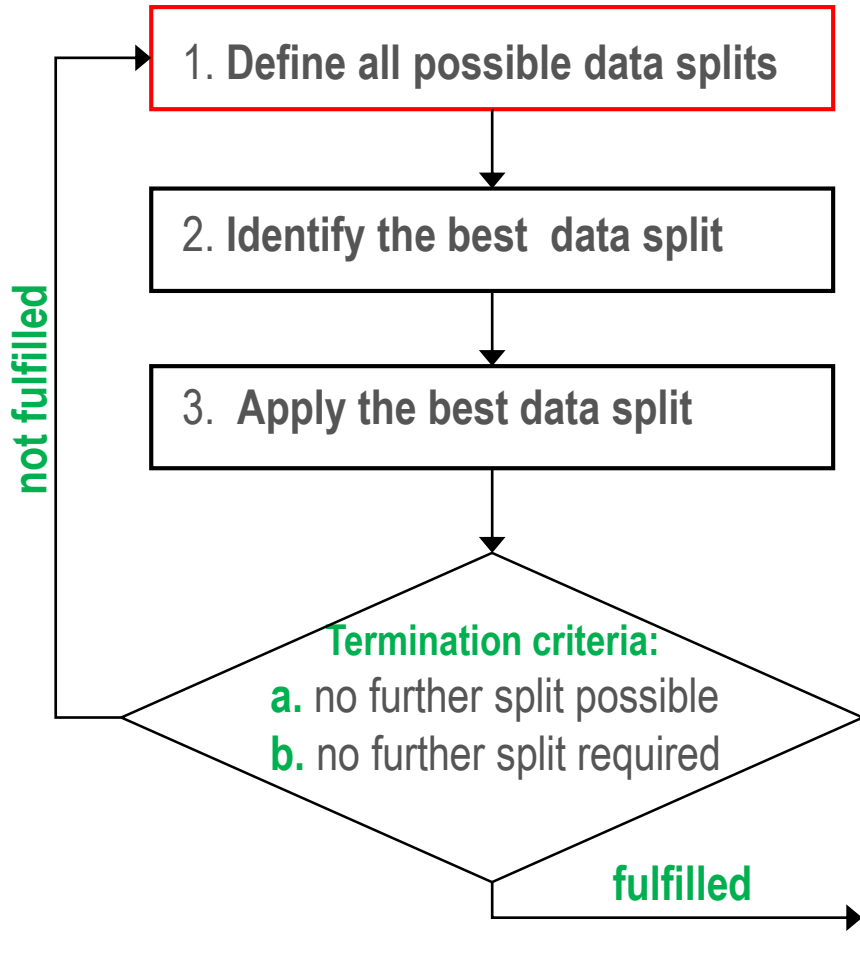 1. Define all possible data splits
2. Identify the best  data split
3.  Apply the best data split
not fulfilled
Termination criteria:
a. no further split possible
b. no further split required
fulfilled